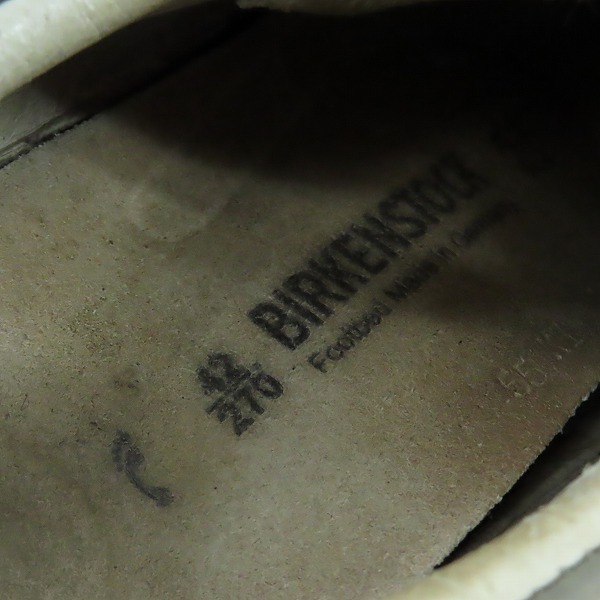 BIRKENSTOCK
Footbed Made in Germany
42
270